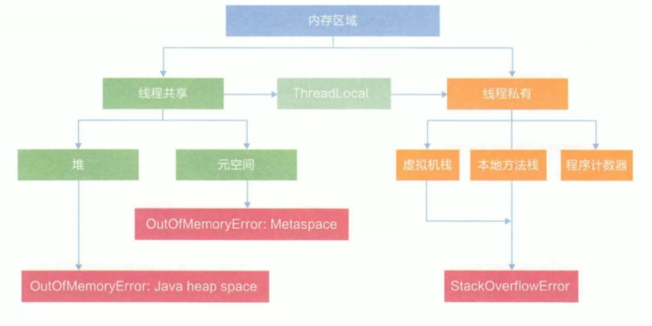 内存区域
线程共享
ThreadLocal
线程私有
堆
元空间
虚拟机栈
本地方法栈
程序计数器
OutOfMemoryError: Metaspace
OutOfMemoryError: Java heap space
StackOverflowError